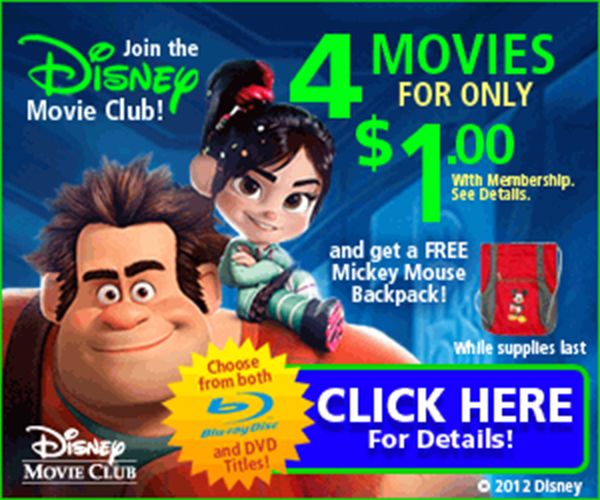 Join the
Disney
Movie Club!
4 MOVIES
FOR ONLY
$1.00
With Membership.
See Details.
and get a FREE
Mickey Mouse
Backpack!
While supplies last
Choose
from both
Blu-ray Disc
and DVD
Titles!
CLICK HERE
For Details!
Disney
MOVIE CLUB
© 2012 Disney